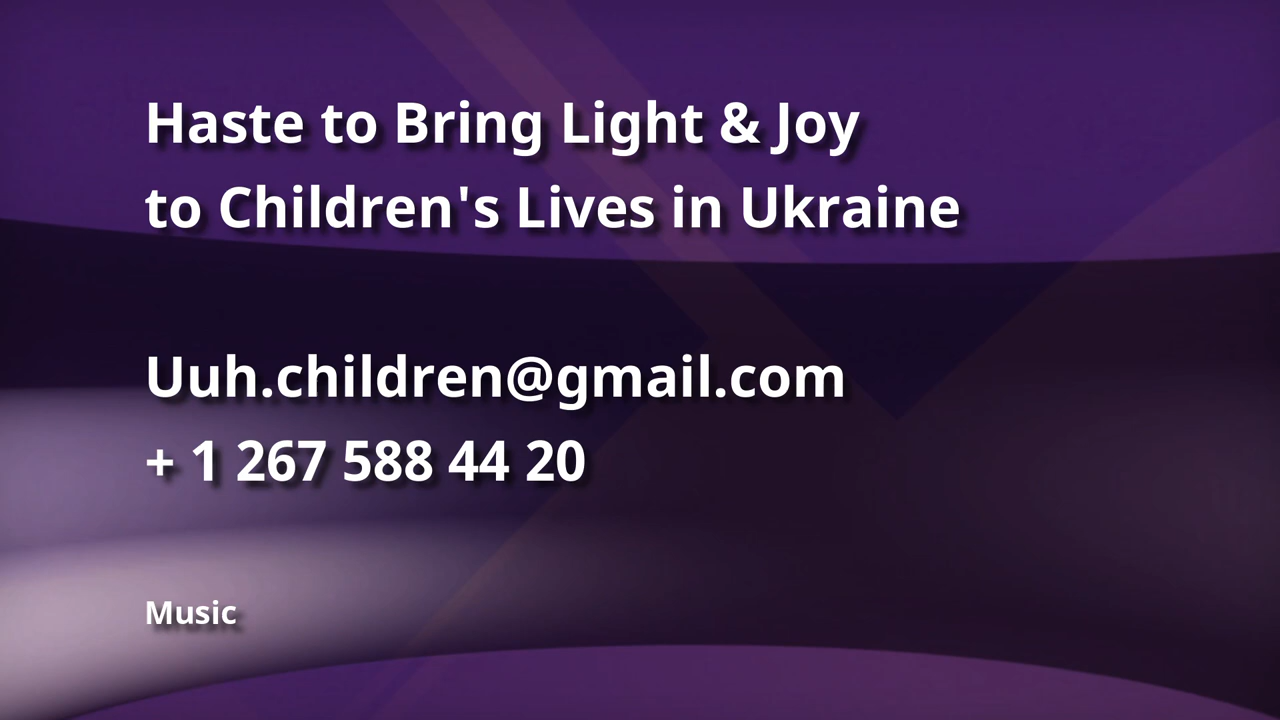 Haste to Bring Light & Joy
to Children's Lives in Ukraine
Uuh.children@gmail.com
+ 1 267 588 44 20
Music